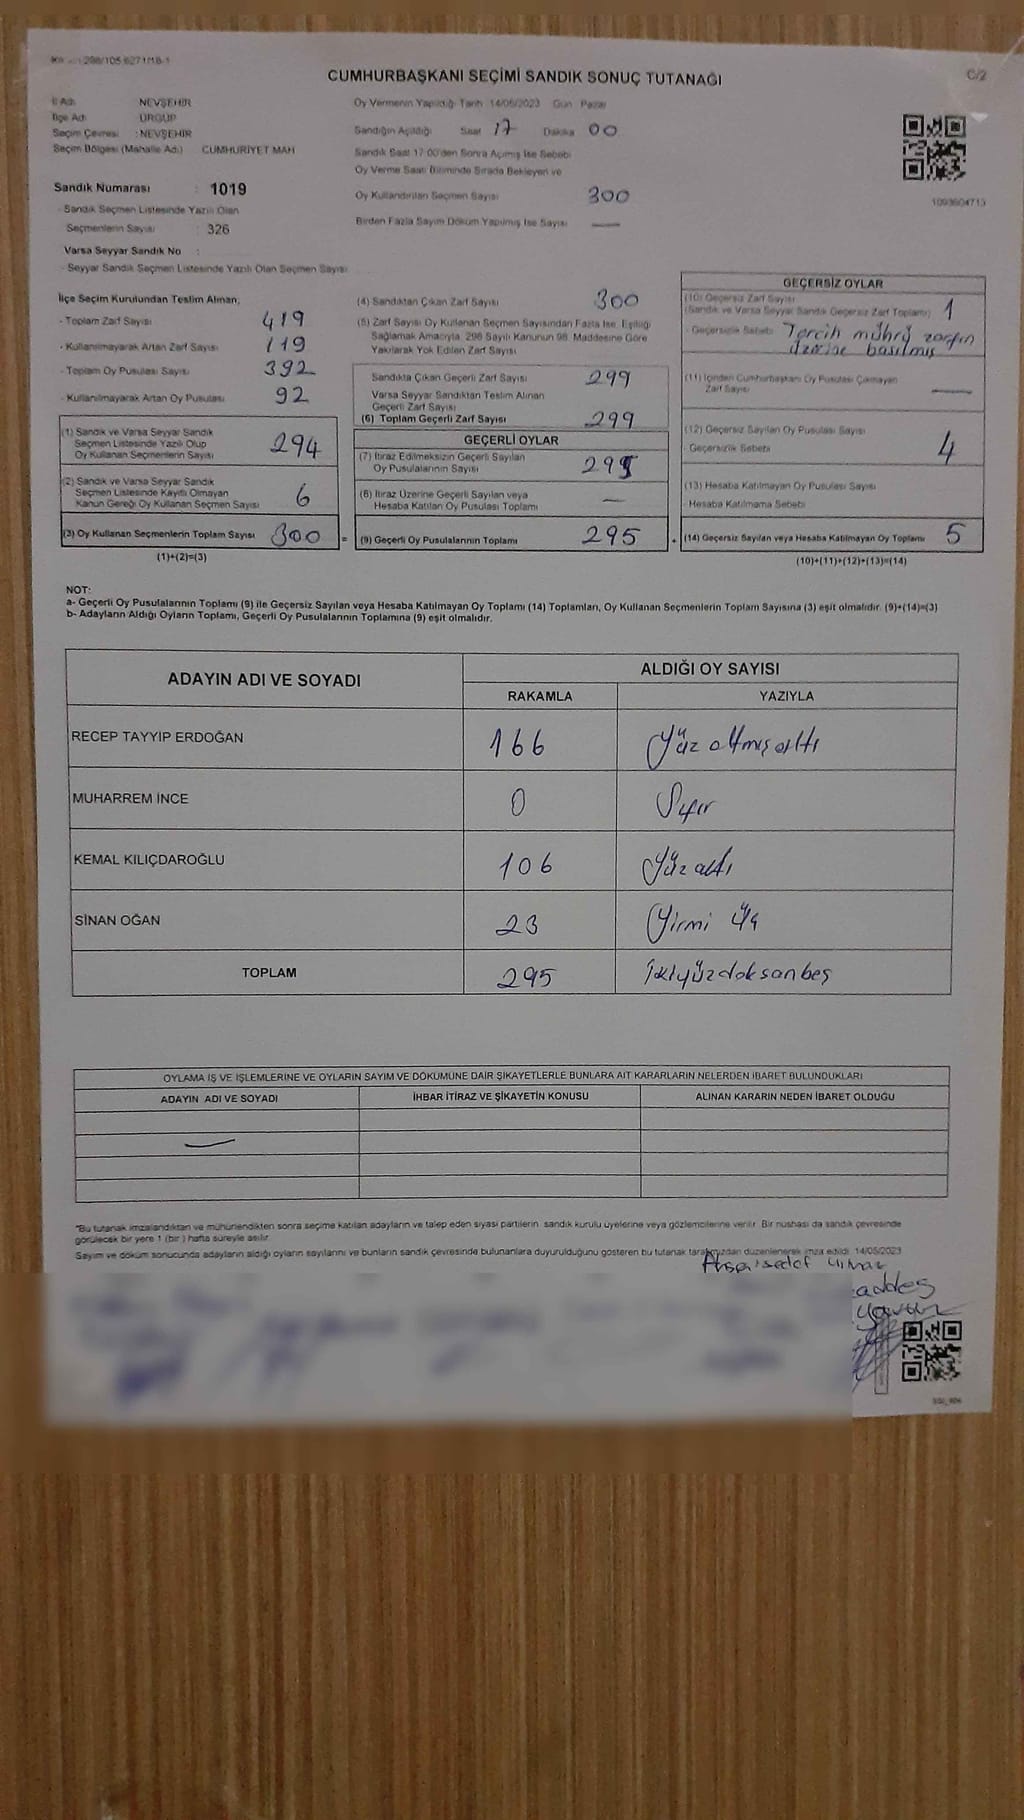 CUMHURBAŞKANI SEÇİMİ SANDIK SONUÇ TUTANAĞI
C/2
İl Adı NEVŞEHİR
İlçe Adı ÜRGÜP
Seçim Çevresi : NEVŞEHİR
Seçim Bölgesi (Mahalle Adı) CUMHURİYET MAH
Sandık Numarası : 1019
- Sandık Seçmen Listesinde Yazılı Olan
Seçmenlerin Sayısı : 326
Varsa Seyyar Sandık No :
- Seyyar Sandık Seçmen Listesinde Yazılı Olan Seçmen Sayısı
Oy Vermenin Yapıldığı Tarih 14/05/2023 Gün Pazar
Sandığın Açıldığı Saat 17 Dakika 00
Sandık Saat 17:00'den Sonra Açımış İse Sebebi
Oy Verme Saati Bitiminde Sırada Bekleyen ve
Oy Kullandırılan Seçmen Sayısı 300
Birden Fazla Sayım Döküm Yapılmış İse Sayısı —
1093604713
İlçe Seçim Kurulundan Teslim Alınan;
- Toplam Zarf Sayısı 419
- Kullanılmayarak Artan Zarf Sayısı 119
- Toplam Oy Pusulası Sayısı 392
- Kullanılmayarak Artan Oy Pusulası 92
(1) Sandık ve Varsa Seyyar Sandık
Seçmen Listesinde Yazılı Olup
Oy Kullanan Seçmenlerin Sayısı 294
(2) Sandık ve Varsa Seyyar Sandık
Seçmen Listesinde Kayıtlı Olmayan
Kanun Gereği Oy Kullanan Seçmen Sayısı 6
(3) Oy Kullanan Seçmenlerin Toplam Sayısı 300 =
(1)+(2)=(3)
(4) Sandıktan Çıkan Zarf Sayısı 300
(5) Zarf Sayısı Oy Kullanan Seçmen Sayısından Fazla İse, Eşitliği
Sağlamak Amacıyla, 298 Sayılı Kanunun 98. Maddesine Göre
Yakılarak Yok Edilen Zarf Sayısı
Sandıkta Çıkan Geçerli Zarf Sayısı 299
Varsa Seyyar Sandıktan Teslim Alınan
Geçerli Zarf Sayısı
(6) Toplam Geçerli Zarf Sayısı 299
GEÇERLİ OYLAR
(7) İtiraz Edilmeksizin Geçerli Sayılan
Oy Pusulalarının Sayısı 295
(8) İtiraz Üzerine Geçerli Sayılan veya
Hesaba Katılan Oy Pusulası Toplamı —
(9) Geçerli Oy Pusulalarının Toplamı 295 +
GEÇERSİZ OYLAR
(10) Geçersiz Zarf Sayısı
(Sandık ve Varsa Seyyar Sandık Geçersiz Zarf Toplamı) 1
- Geçersizlik Sebebi Tercih mührü zarfın
üzerine basılmış
(11) İçinden Cumhurbaşkanı Oy Pusulası Çıkmayan
Zarf Sayısı —
(12) Geçersiz Sayılan Oy Pusulası Sayısı
- Geçersizlik Sebebi 4
(13) Hesaba Katılmayan Oy Pusulası Sayısı
- Hesaba Katılmama Sebebi
(14) Geçersiz Sayılan veya Hesaba Katılmayan Oy Toplamı 5
(10)+(11)+(12)+(13)=(14)
NOT:
a- Geçerli Oy Pusulalarının Toplamı (9) ile Geçersiz Sayılan veya Hesaba Katılmayan Oy Toplamı (14) Toplamları, Oy Kullanan Seçmenlerin Toplam Sayısına (3) eşit olmalıdır. (9)+(14)=(3)
b- Adayların Aldığı Oyların Toplamı, Geçerli Oy Pusulalarının Toplamına (9) eşit olmalıdır.
ADAYIN ADI VE SOYADI ALDIĞI OY SAYISI
RAKAMLA YAZIYLA
RECEP TAYYİP ERDOĞAN 166 Yüz altmış altı
MUHARREM İNCE 0 Sıfır
KEMAL KILIÇDAROĞLU 106 Yüz altı
SİNAN OĞAN 23 Yirmi üç
TOPLAM 295 ikiyüzdoksanbeş
OYLAMA İŞ VE İŞLEMLERİNE VE OYLARIN SAYIM VE DÖKÜMÜNE DAİR ŞİKAYETLERLE BUNLARA AİT KARARLARIN NELERDEN İBARET BULUNDUKLARI
ADAYIN ADI VE SOYADI İHBAR İTİRAZ VE ŞİKAYETİN KONUSU ALINAN KARARIN NEDEN İBARET OLDUĞU
—
*Bu tutanak imzalandıktan ve mühürlendikten sonra seçime katılan adayların ve talep eden siyasi partilerin sandık kurulu üyelerine veya gözlemcilerine verilir. Bir nüshası da sandık çevresinde
görülecek bir yere 1 (bir) hafta süreyle asılır.
Sayım ve döküm sonucunda adayların aldığı oyların sayılarını ve bunların sandık çevresinde bulunanlara duyurulduğunu gösteren bu tutanak tarafımızdan düzenlenerek imza edildi. 14/05/2023